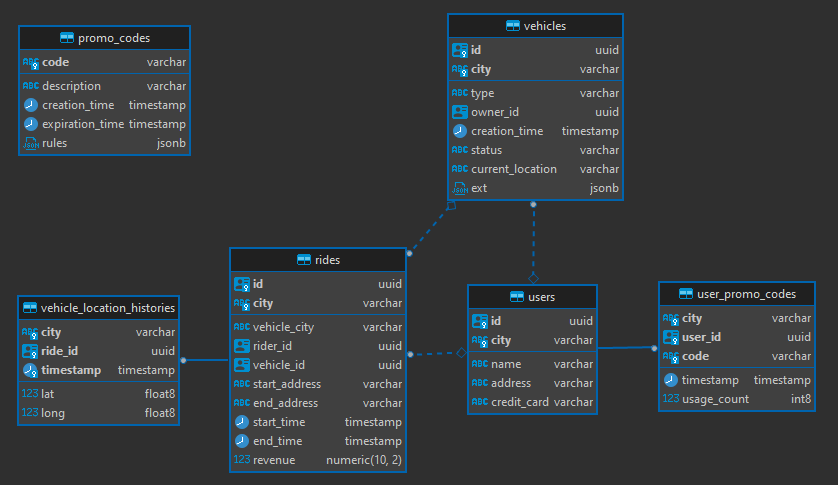 promo_codes
code varchar
description varchar
creation_time timestamp
expiration_time timestamp
rules jsonb
vehicles
id uuid
city varchar
type varchar
owner_id uuid
creation_time timestamp
status varchar
current_location varchar
ext jsonb
rides
id uuid
city varchar
vehicle_city varchar
rider_id uuid
vehicle_id uuid
start_address varchar
end_address varchar
start_time timestamp
end_time timestamp
revenue numeric(10, 2)
vehicle_location_histories
city varchar
ride_id uuid
timestamp timestamp
lat float8
long float8
users
id uuid
city varchar
name varchar
address varchar
credit_card varchar
user_promo_codes
city varchar
user_id uuid
code varchar
timestamp timestamp
usage_count int8